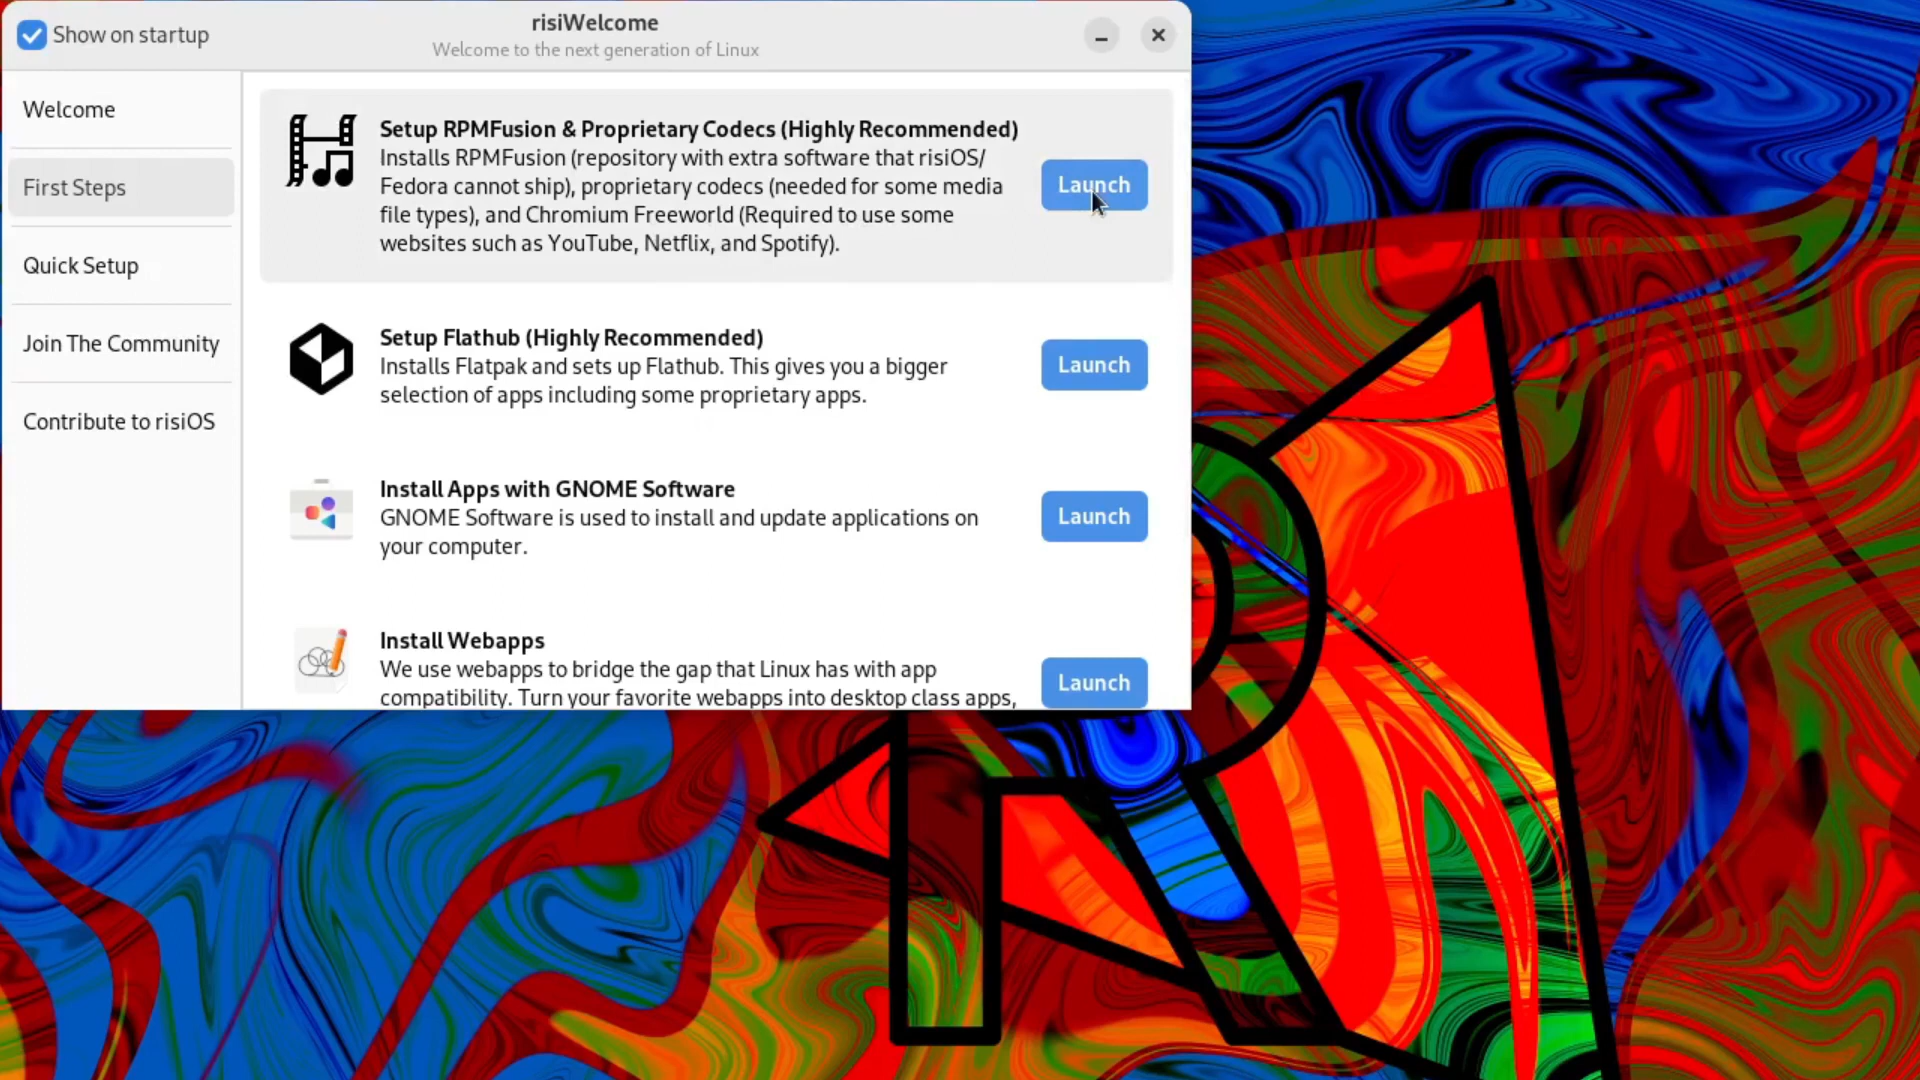 Show on startup
risiWelcome
Welcome to the next generation of Linux
Welcome
First Steps
Quick Setup
Join The Community
Contribute to risiOS
Setup RPMFusion & Proprietary Codecs (Highly Recommended)
Installs RPMFusion (repository with extra software that risiOS/
Fedora cannot ship), proprietary codecs (needed for some media
file types), and Chromium Freeworld (Required to use some
websites such as YouTube, Netflix, and Spotify).
Launch
Setup Flathub (Highly Recommended)
Installs Flatpak and sets up Flathub. This gives you a bigger
selection of apps including some proprietary apps.
Launch
Install Apps with GNOME Software
GNOME Software is used to install and update applications on
your computer.
Launch
Install Webapps
We use webapps to bridge the gap that Linux has with app
compatibility. Turn your favorite webapps into desktop class apps,
Launch